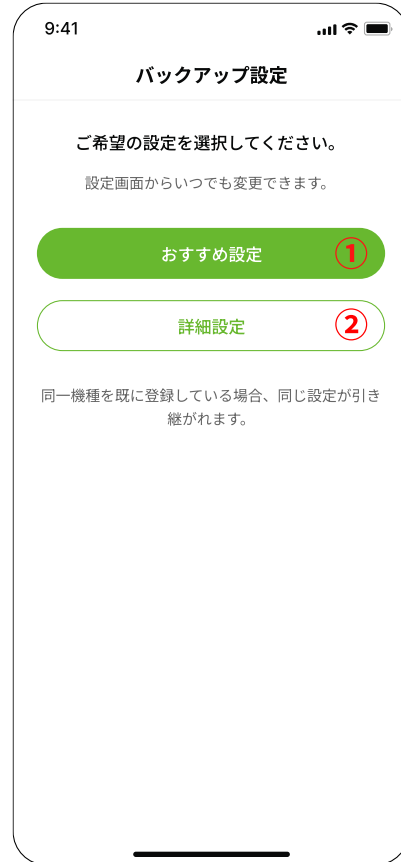 9:41
バックアップ設定
ご希望の設定を選択してください。
設定画面からいつでも変更できます。
おすすめ設定 ①
詳細設定 ②
同一機種を既に登録している場合、同じ設定が引き
継がれます。